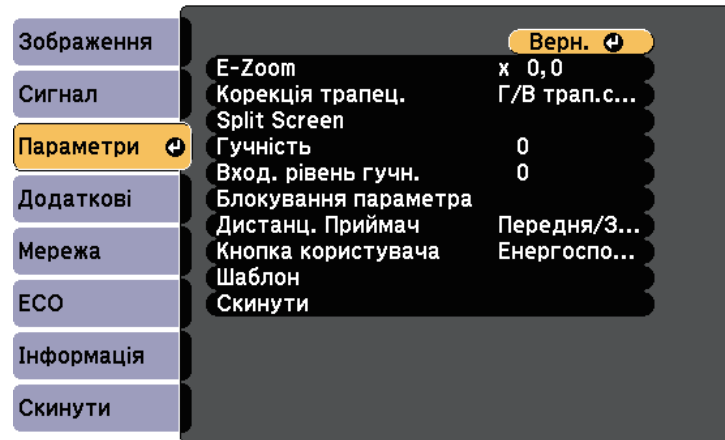 Зображення
Сигнал
Параметри
Додаткові
Мережа
ECO
Інформація
Скинути
Верн.
E-Zoom x 0,0
Корекція трапец. Г/В трап.с...
Split Screen
Гучність 0
Вход. рівень гучн. 0
Блокування параметра
Дистанц. Приймач Передня/З...
Кнопка користувача Енергоспо...
Шаблон
Скинути